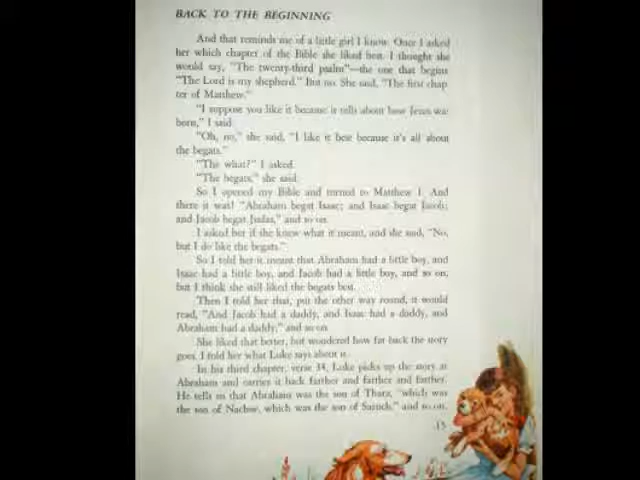 BACK TO THE BEGINNING
And that reminds me of a little girl I know. Once I asked
her which chapter of the Bible she liked best. I thought she
would say, "The twenty-third psalm"—the one that begins
"The Lord is my shepherd." But no. She said, "The first chap
ter of Matthew."
"I suppose you like it because it tells about how Jesus was
born," I said.
"Oh, no," she said, "I like it best because it's all about
the begats."
"The what?" I asked.
"The begats," she said.
So I opened my Bible and turned to Matthew 1. And
there it was! "Abraham begat Isaac; and Isaac begat Jacob;
and Jacob begat Judas," and so on.
I asked her if she knew what it meant, and she said, "No,
but I do like the begats."
So I told her it meant that Abraham had a little boy, and
Isaac had a little boy, and Jacob had a little boy, and so on,
but I think she still liked the begats best.
Then I told her that, put the other way round, it would
read, "And Jacob had a daddy, and Isaac had a daddy, and
Abraham had a daddy," and so on.
She liked that better, but wondered how far back the story
goes. I told her what Luke says about it.
In his third chapter, verse 34, Luke picks up the story at
Abraham and carries it back farther and farther and farther.
He tells us that Abraham was the son of Thara, "which was
the son of Nachor, which was the son of Saruch," and so on.
15